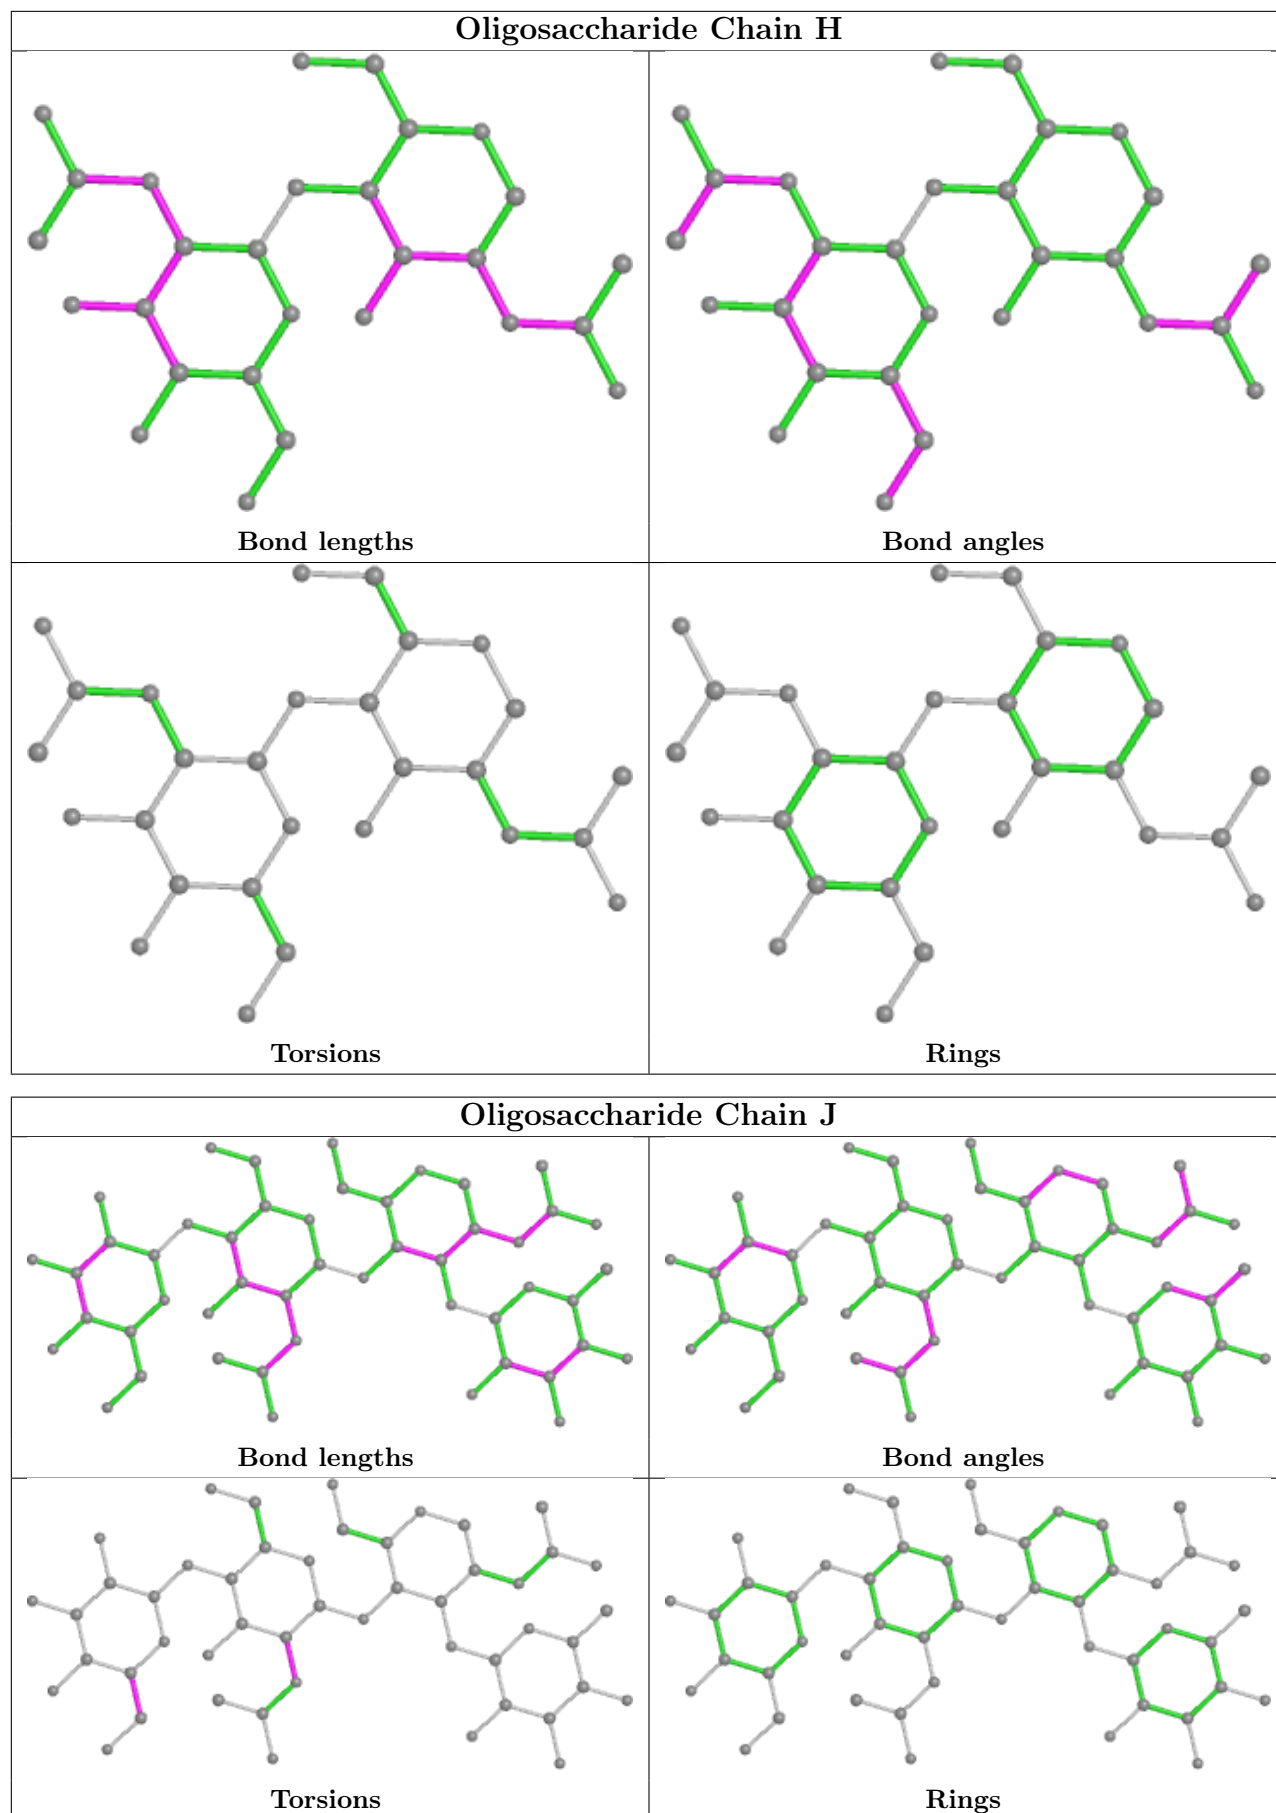 Oligosaccharide Chain H
Bond lengths
Bond angles
Torsions
Rings
Oligosaccharide Chain J
Bond lengths
Bond angles
Torsions
Rings